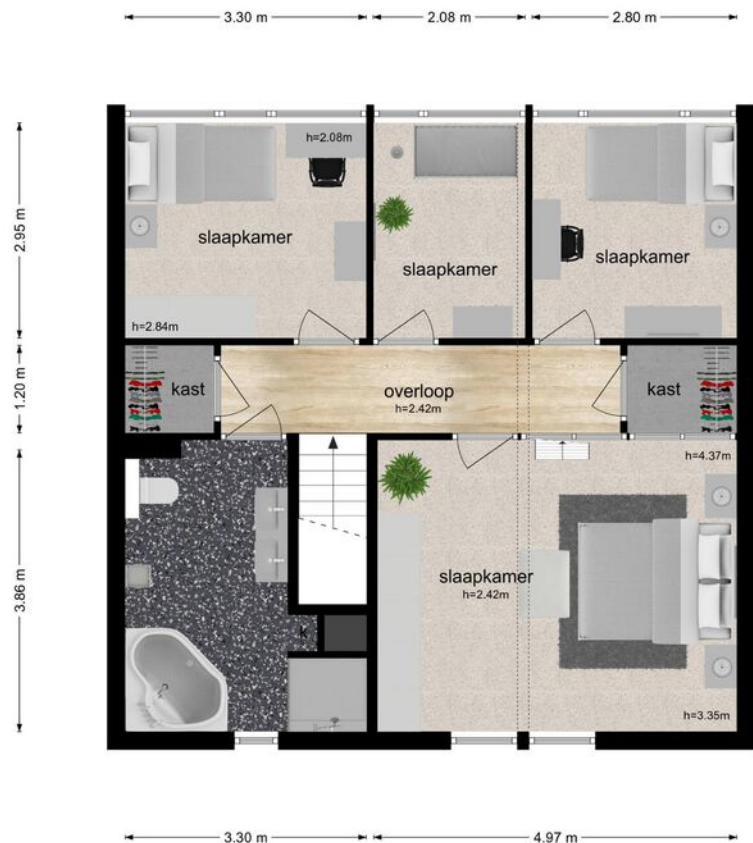 3.30 m
2.08 m
2.80 m
h=2.08m
2.95 m
slaapkamer
slaapkamer
slaapkamer
h=2.84m
1.20 m
kast
overloop
h=2.42m
kast
h=4.37m
3.86 m
slaapkamer
h=2.42m
k
h=3.35m
3.30 m
4.97 m